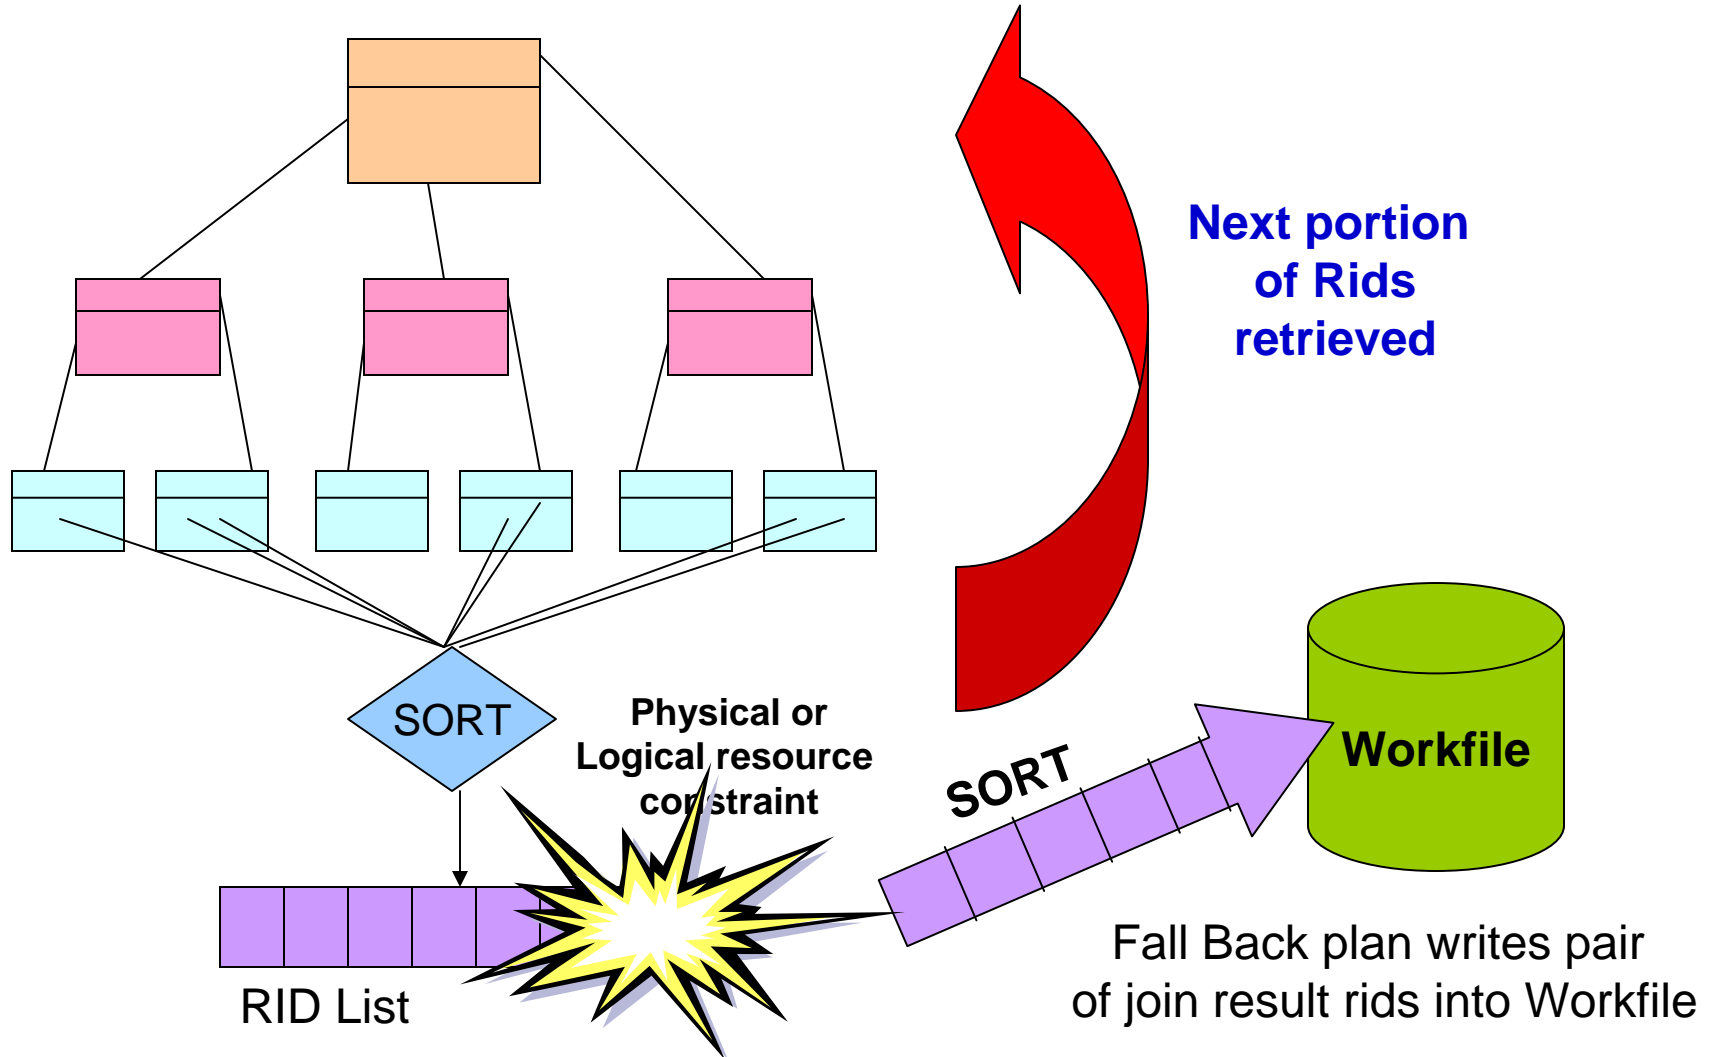 Next portion
of Rids
retrieved
SORT
Physical or
Logical resource
constraint
SORT
Workfile
RID List
Fall Back plan writes pair
of join result rids into Workfile